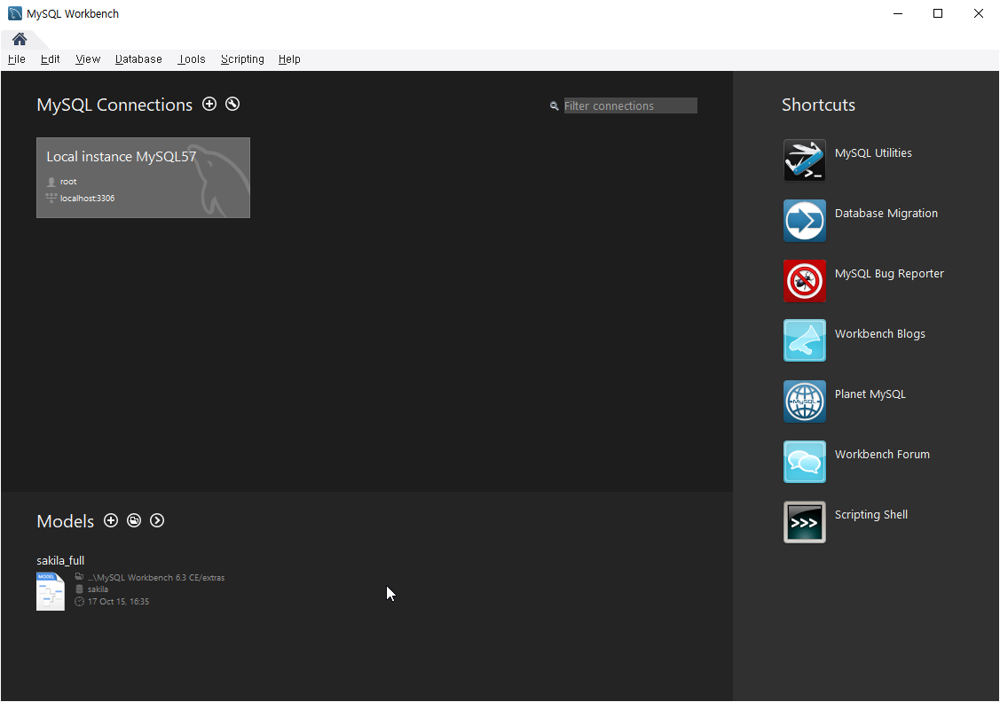 MySQL Workbench
File Edit View Database Tools Scripting Help
MySQL Connections
Filter connections
Local instance MySQL57
root
localhost:3306
Models
sakila_full
MODEL
...\MySQL Workbench 6.3 CE/extras
sakila
17 Oct 15, 16:35
Shortcuts
MySQL Utilities
>_
Database Migration
MySQL Bug Reporter
Workbench Blogs
Planet MySQL
MySQL
Workbench Forum
Scripting Shell
>>>